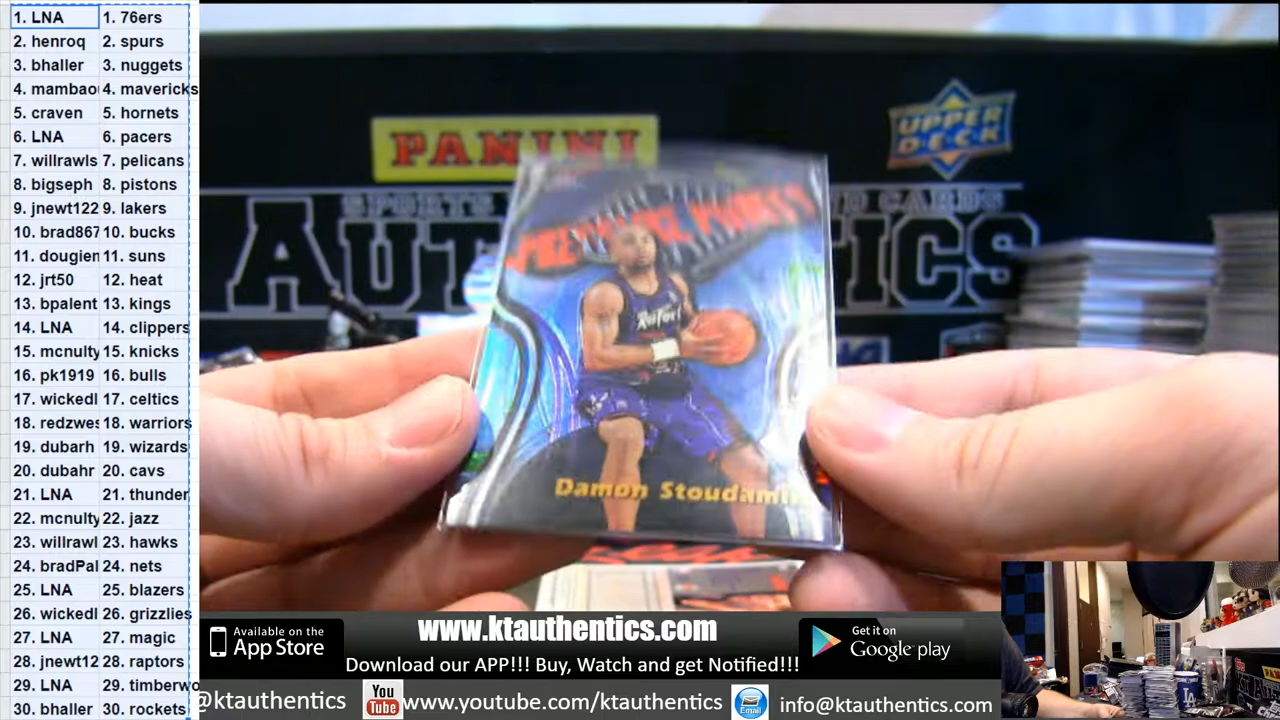 1. LNA 1. 76ers
2. henroq 2. spurs
3. bhaller 3. nuggets
4. mambao 4. mavericks
5. craven 5. hornets
6. LNA 6. pacers
7. willrawls 7. pelicans
8. bigseph 8. pistons
9. jnewt122 9. lakers
10. brad867 10. bucks
11. dougien 11. suns
12. jrt50 12. heat
13. bpalent 13. kings
14. LNA 14. clippers
15. mcnulty 15. knicks
16. pk1919 16. bulls
17. wickedl 17. celtics
18. redzwes 18. warriors
19. dubarh 19. wizards
20. dubahr 20. cavs
21. LNA 21. thunder
22. mcnulty 22. jazz
23. willrawl 23. hawks
24. bradPal 24. nets
25. LNA 25. blazers
26. wickedl 26. grizzlies
27. LNA 27. magic
28. jnewt12 28. raptors
29. LNA 29. timberwo
30. bhaller 30. rockets
PANINI
UPPER DECK
SPORTS AND CARDS
AUTHENTICS
Damon Stoudami
Available on the
App Store
www.ktauthentics.com
Download our APP!!! Buy, Watch and get Notified!!!
Get it on
Google play
@ktauthentics
You
Tube
www.youtube.com/ktauthentics
Email
info@ktauthentics.com
LA